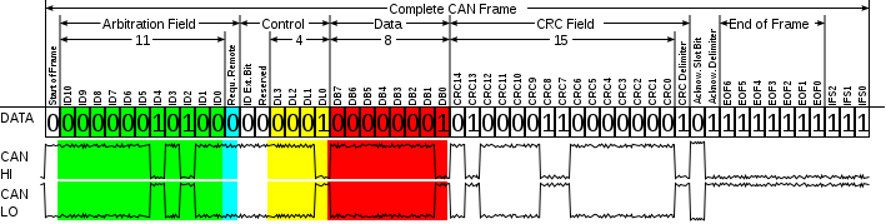 Complete CAN Frame
Arbitration Field Control Data CRC Field End of Frame
11 4 8 15
Start of Frame
ID10
ID9
ID8
ID7
ID6
ID5
ID4
ID3
ID2
ID1
ID0
Requ. Remote
ID Ext. Bit
Reserved
DL3
DL2
DL1
DL0
DB7
DB6
DB5
DB4
DB3
DB2
DB1
DB0
CRC14
CRC13
CRC12
CRC11
CRC10
CRC9
CRC8
CRC7
CRC6
CRC5
CRC4
CRC3
CRC2
CRC1
CRC0
CRC Delimiter
Acknow. Slot Bit
Acknow. Delimiter
EOF6
EOF5
EOF4
EOF3
EOF2
EOF1
EOF0
IFS2
IFS1
IFS0
DATA 0 0 0 0 0 0 0 1 0 1 0 0 0 0 0 0 0 0 1 0 0 0 0 0 0 0 1 0 1 0 0 0 0 1 1 0 0 0 0 0 0 0 1 0 1 1 1 1 1 1 1 1 1 1 1
CAN
HI
CAN
LO